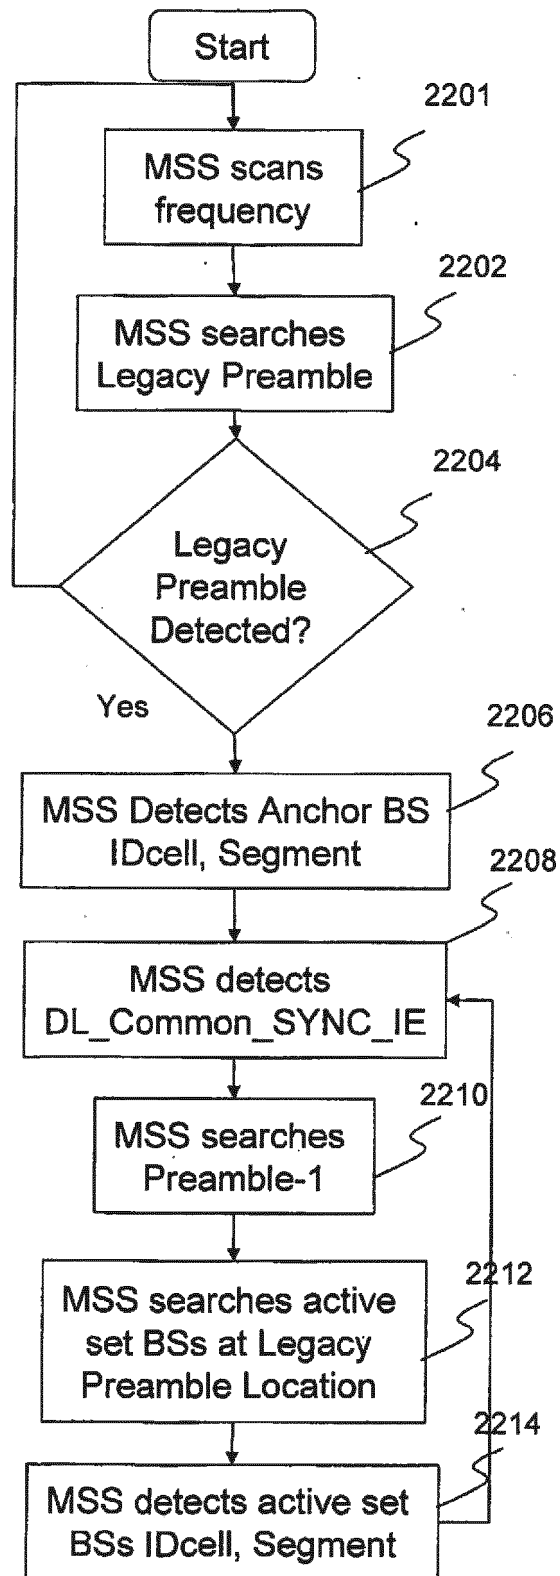 Start
2201
MSS scans
frequency
2202
MSS searches
Legacy Preamble
2204
Legacy
Preamble
Detected?
Yes
2206
MSS Detects Anchor BS
IDcell, Segment
2208
MSS detects
DL_Common_SYNC_IE
2210
MSS searches
Preamble-1
2212
MSS searches active
set BSs at Legacy
Preamble Location
2214
MSS detects active set
BSs IDcell, Segment